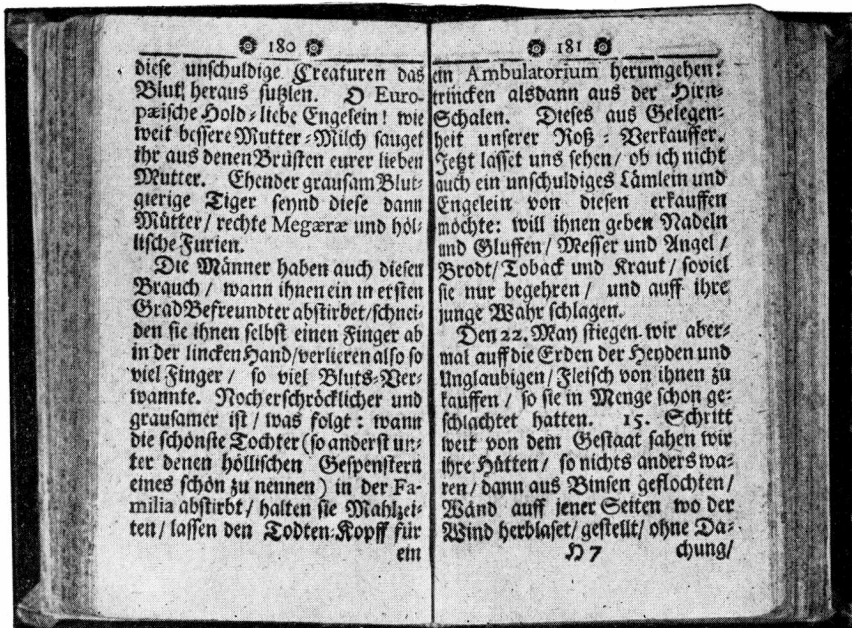 180
diese unschuldige Creaturen das
Blut heraus sutzlen. O Euro-
pæische Hold-liebe Engelein! wie
weit bessere Mutter-Milch sauget
ihr aus denen Brüsten eurer lieben
Mutter. Ehender grausam Blut-
gierige Tiger seynd diese dann
Mütter / rechte Megæræ und höl-
lische Furien.
Die Männer haben auch diesen
Brauch / wann ihnen ein in ersten
Grad Befreundter abstirbet/schnei-
den sie ihnen selbst einen Finger ab
in der lincken Hand/verlieren also so
viel Finger / so viel Bluts-Ver-
wannte. Noch erschröcklicher und
grausamer ist / was folgt: wann
die schönste Tochter (so anderst un-
ter denen höllischen Gespenstern
eines schön zu nennen) in der Fa-
milia abstirbt / halten sie Mahlzei-
ten / lassen den Todten-Kopff für
ein
181
ein Ambulatorium herumgehen:
trincken alsdann aus der Hirn-
Schalen. Dieses aus Gelegen-
heit unserer Roß-Verkauffer.
Jetzt lasset uns sehen / ob ich nicht
auch ein unschuldiges Lämlein und
Engelein von diesen erkauffen
möchte: will ihnen geben Nadeln
und Gluffen / Messer und Angel /
Brodt/ Toback und Kraut / soviel
sie nur begehren / und auff ihre
junge Wahr schlagen.
Den 22. May stiegen wir aber-
mal auff die Erden der Heyden und
Unglaubigen / Fleisch von ihnen zu
kauffen / so sie in Menge schon ge-
schlachtet hatten. 15. Schritt
weit von dem Gestaat sahen wir
ihre Hütten / so nichts anders wa-
ren / dann aus Binsen geflochten /
Wänd auff jener Seiten wo der
Wind herblaset / gestellt / ohne Da-
H 7 chung/